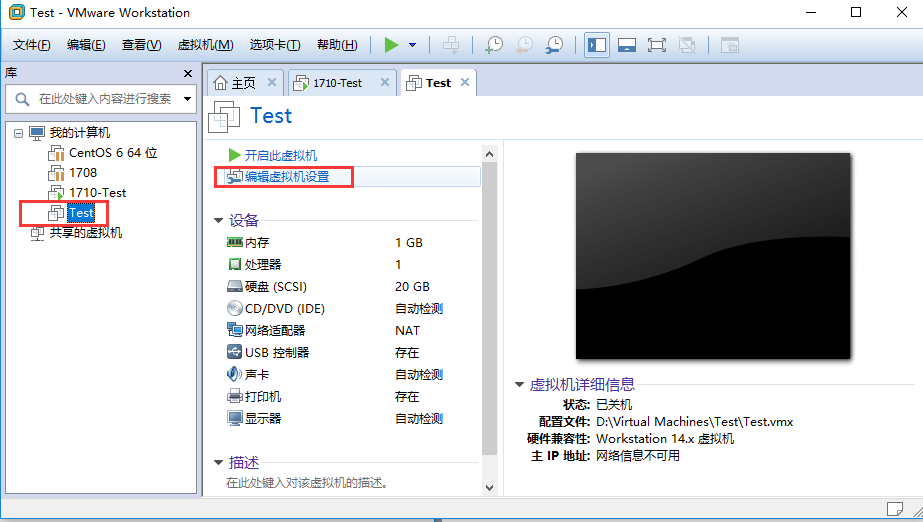 Test - VMware Workstation
文件(F) 编辑(E) 查看(V) 虚拟机(M) 选项卡(T) 帮助(H)
库
在此处键入内容进行搜索
我的计算机
CentOS 6 64 位
1708
1710-Test
Test
共享的虚拟机
主页 1710-Test Test
Test
开启此虚拟机
编辑虚拟机设置
设备
内存 1 GB
处理器 1
硬盘 (SCSI) 20 GB
CD/DVD (IDE) 自动检测
网络适配器 NAT
USB 控制器 存在
声卡 自动检测
打印机 存在
显示器 自动检测
描述
在此处键入对该虚拟机的描述。
虚拟机详细信息
状态: 已关机
配置文件: D:\Virtual Machines\Test\Test.vmx
硬件兼容性: Workstation 14.x 虚拟机
主 IP 地址: 网络信息不可用